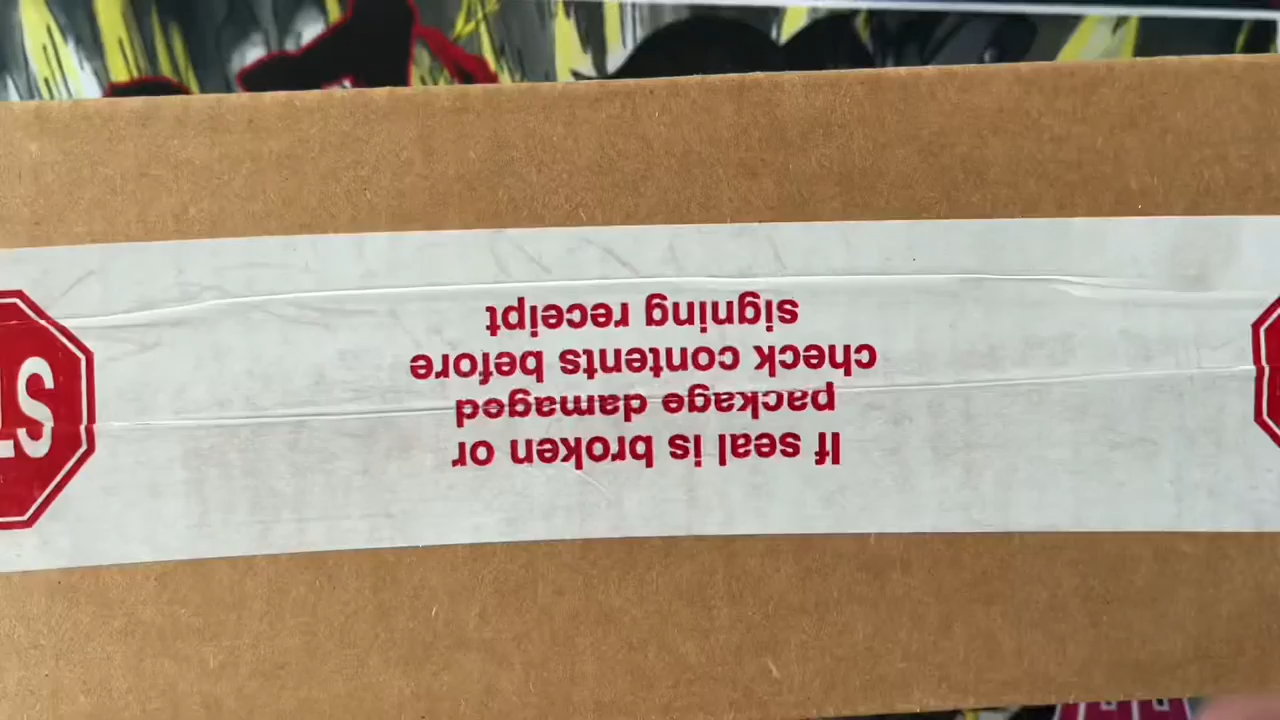 If seal is broken or
package damaged
check contents before
signing receipt